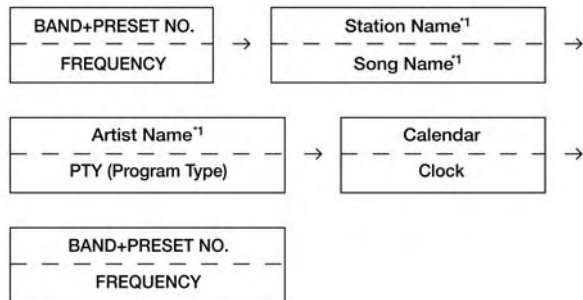 BAND+PRESET NO.
FREQUENCY
→
Station Name*1
Song Name*1
→
Artist Name*1
PTY (Program Type)
→
Calendar
Clock
→
BAND+PRESET NO.
FREQUENCY